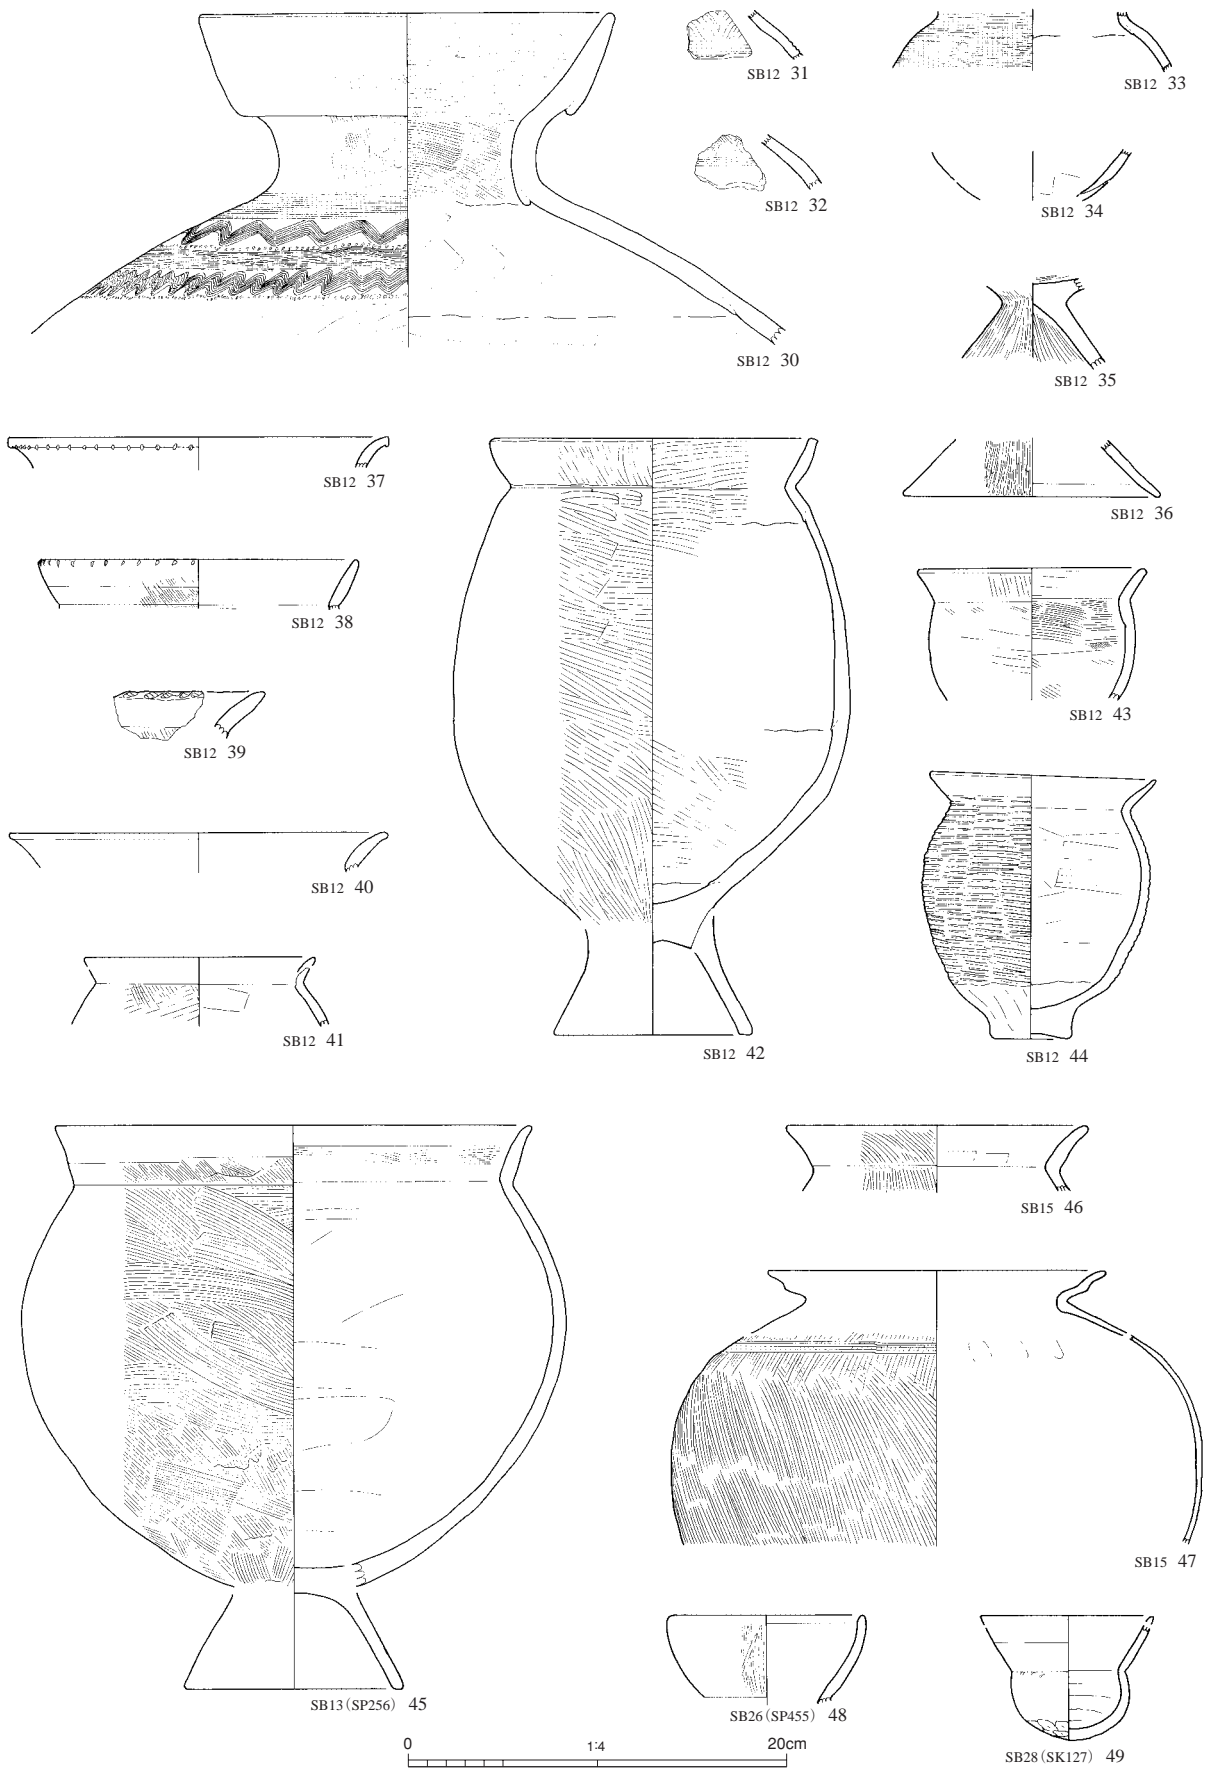 SB12 31
SB12 33
SB12 32
SB12 34
SB12 30
SB12 35
SB12 37
SB12 36
SB12 38
SB12 43
SB12 39
SB12 40
SB12 41
SB12 42
SB12 44
SB15 46
SB15 47
SB13（SP256） 45
SB26（SP455） 48
SB28（SK127） 49
0 1:4 20cm